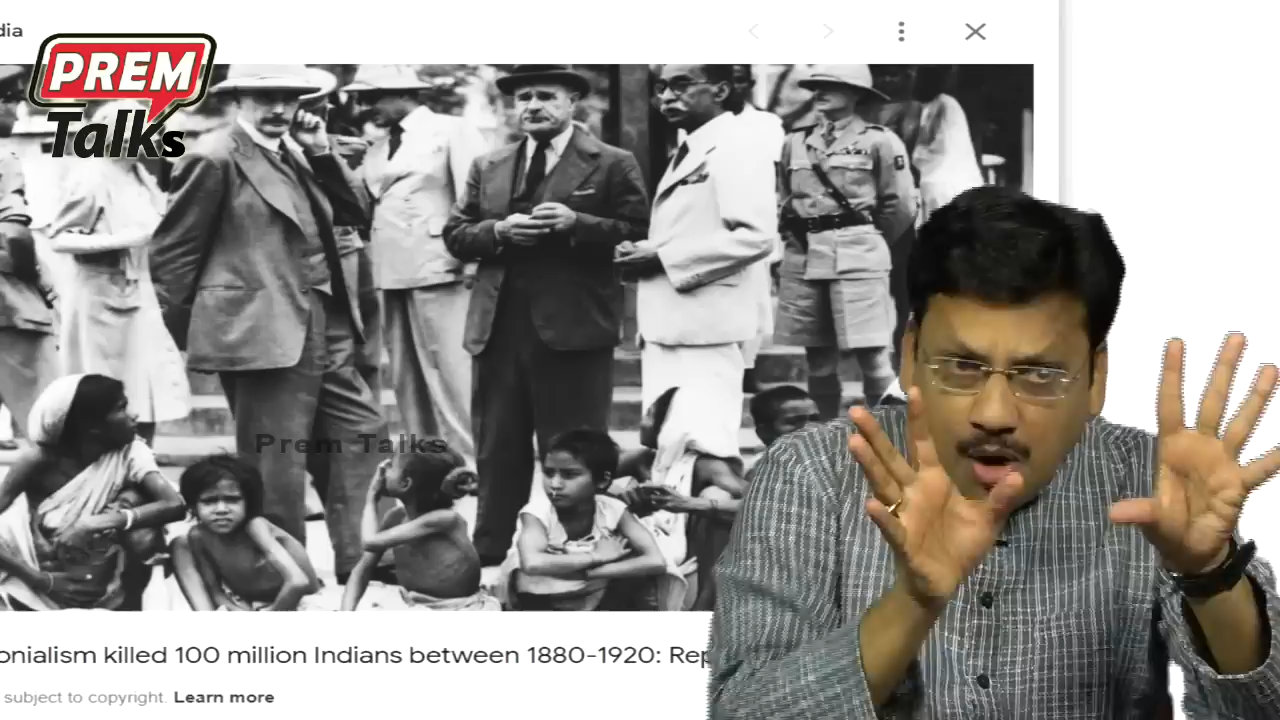 dia
PREM
Talks
Prem Talks
onialism killed 100 million Indians between 1880-1920: Rep
subject to copyright. Learn more